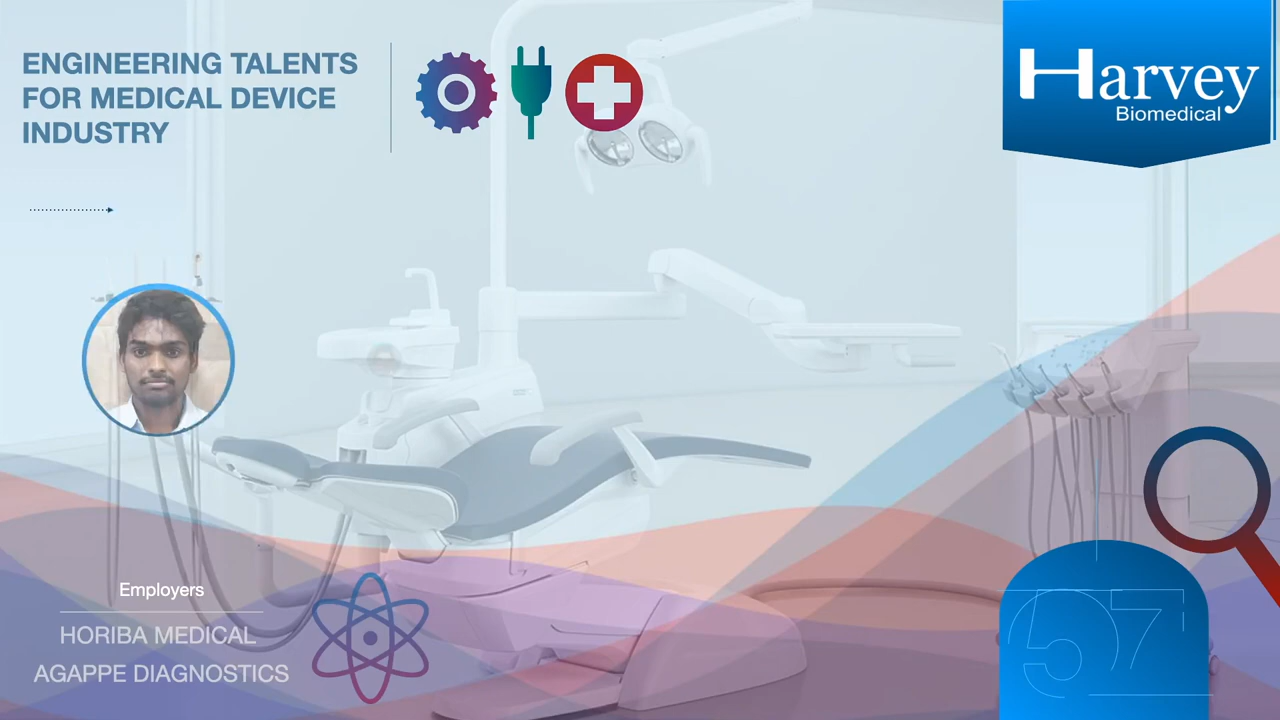 ENGINEERING TALENTS
FOR MEDICAL DEVICE
INDUSTRY
Harvey
Biomedical
Employers
HORIBA MEDICAL
AGAPPE DIAGNOSTICS
57